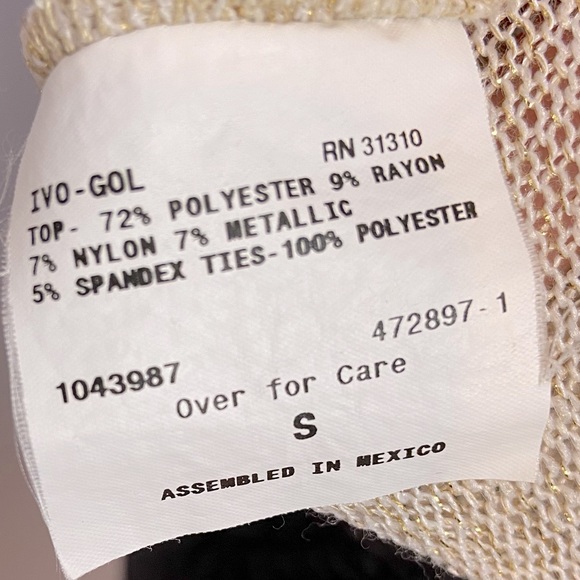 RN 31310
IVO-GOL
TOP- 72% POLYESTER 9% RAYON
7% NYLON 7% METALLIC
5% SPANDEX TIES-100% POLYESTER
472897-1
1043987
Over for Care
S
ASSEMBLED IN MEXICO